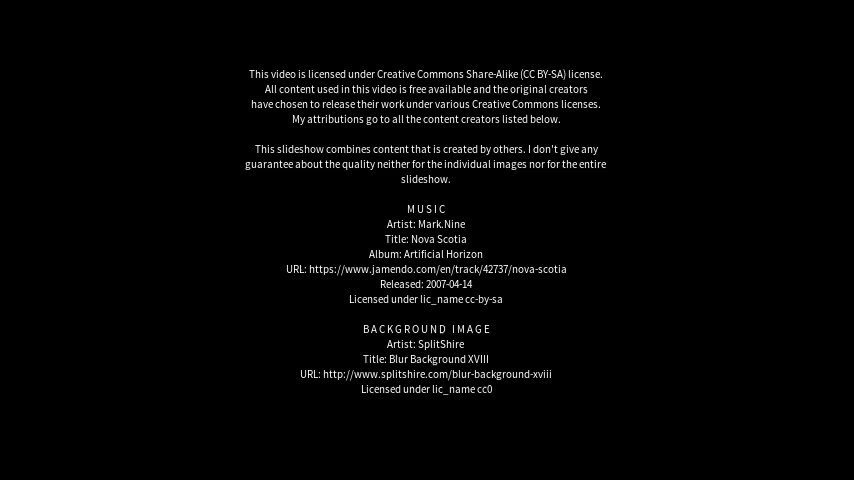 This video is licensed under Creative Commons Share-Alike (CC BY-SA) license.
All content used in this video is free available and the original creators
have chosen to release their work under various Creative Commons licenses.
My attributions go to all the content creators listed below.
This slideshow combines content that is created by others. I don't give any
guarantee about the quality neither for the individual images nor for the entire
slideshow.
MUSIC
Artist: Mark.Nine
Title: Nova Scotia
Album: Artificial Horizon
URL: https://www.jamendo.com/en/track/42737/nova-scotia
Released: 2007-04-14
Licensed under lic_name cc-by-sa
BACKGROUND IMAGE
Artist: SplitShire
Title: Blur Background XVIII
URL: http://www.splitshire.com/blur-background-xviii
Licensed under lic_name cc0